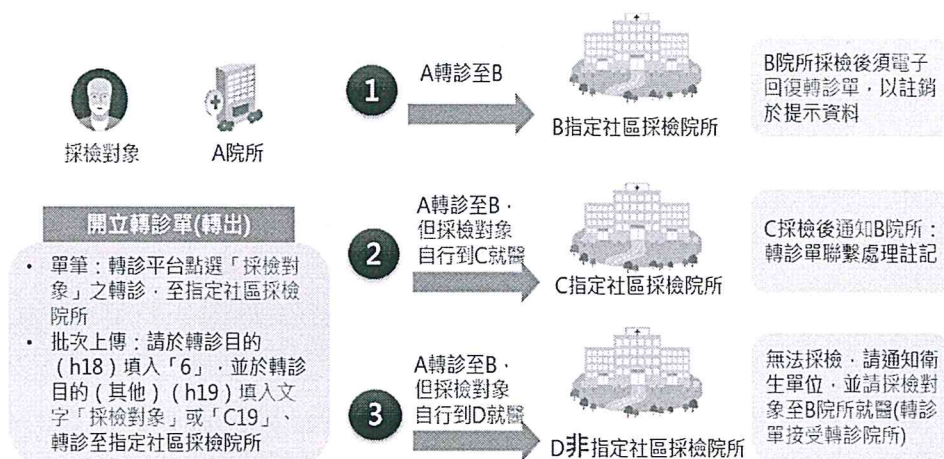 採檢對象
A院所
開立轉診單(轉出)
• 單筆：轉診平台點選「採檢對
象」之轉診，至指定社區採檢
院所
• 批次上傳：請於轉診目的
(h18) 填入「6」，並於轉診
目的(其他) (h19) 填入文
字「採檢對象」或「C19」、
轉診至指定社區採檢院所
1
A轉診至B
B指定社區採檢院所
B院所採檢後須電子
回復轉診單，以註銷
於提示資料
2
A轉診至B，
但採檢對象
自行到C就醫
C指定社區採檢院所
C採檢後通知B院所：
轉診單聯繫處理註記
3
A轉診至B，
但採檢對象
自行到D就醫
D非指定社區採檢院所
無法採檢，請通知衛
生單位，並請採檢對
象至B院所就醫(轉診
單接受轉診院所)